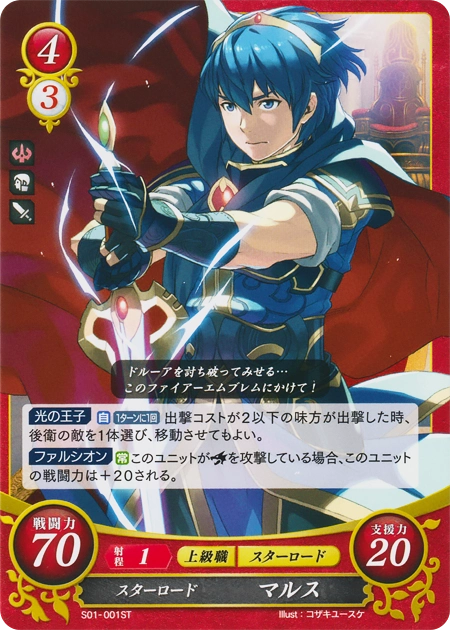 4
3
ドルーアを討ち破ってみせる…
このファイアーエムブレムにかけて！
光の王子 自 1ターンに1回 出撃コストが２以下の味方が出撃した時、
後衛の敵を１体選び、移動させてもよい。
ファルシオン 常 このユニットが を攻撃している場合、このユニット
の戦闘力は＋２０される。
戦闘力
70
射程 1 上級職 スターロード
支援力
20
スターロード マルス
S01-001ST Illust：コザキユースケ